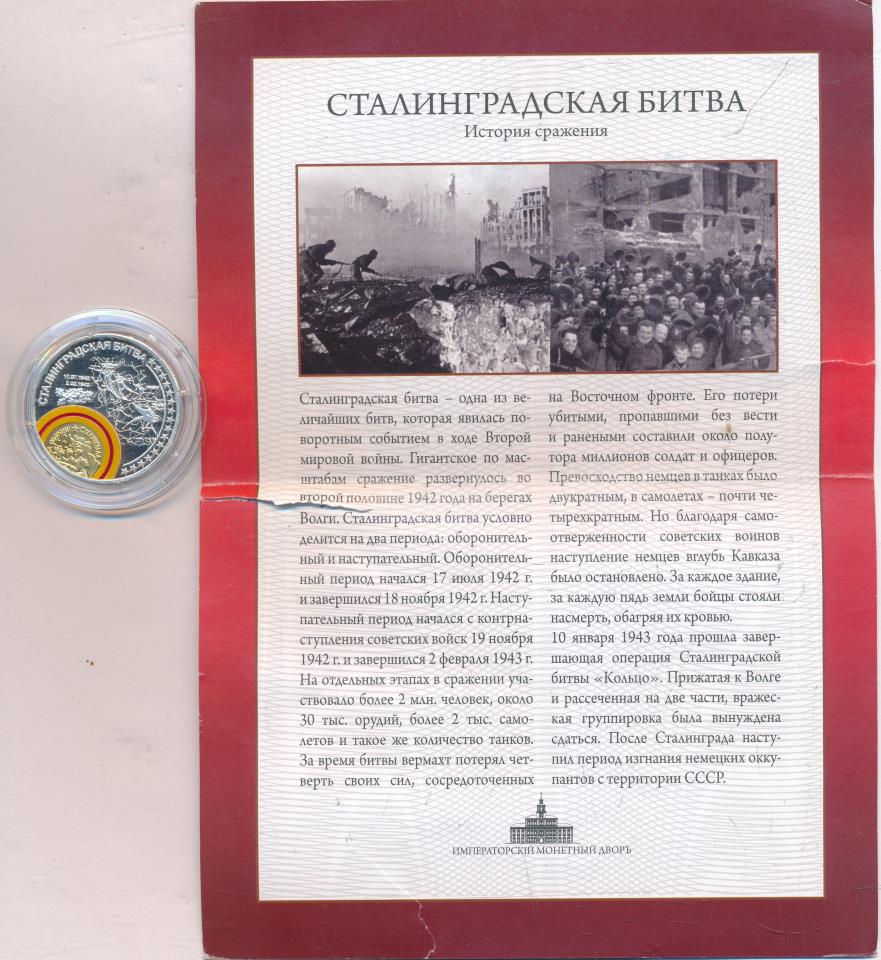 СТАЛИНГРАДСКАЯ БИТВА
История сражения
Сталинградская битва – одна из ве-
личайших битв, которая явилась по-
воротным событием в ходе Второй
мировой войны. Гигантское по мас-
штабам сражение развернулось во
второй половине 1942 года на берегах
Волги. Сталинградская битва условно
делится на два периода: оборонитель-
ный и наступательный. Оборонитель-
ный период начался 17 июля 1942 г.
и завершился 18 ноября 1942 г. Насту-
пательный период начался с контрна-
ступления советских войск 19 ноября
1942 г. и завершился 2 февраля 1943 г.
На отдельных этапах в сражении уча-
ствовало более 2 млн. человек, около
30 тыс. орудий, более 2 тыс. само-
летов и такое же количество танков.
За время битвы вермахт потерял чет-
верть своих сил, сосредоточенных
на Восточном фронте. Его потери
убитыми, пропавшими без вести
и ранеными составили около полу-
тора миллионов солдат и офицеров.
Превосходство немцев в танках было
двукратным, в самолетах – почти че-
тырехкратным. Но благодаря само-
отверженности советских воинов
наступление немцев вглубь Кавказа
было остановлено. За каждое здание,
за каждую пядь земли бойцы стояли
насмерть, обагряя их кровью.
10 января 1943 года прошла завер-
шающая операция Сталинградской
битвы «Кольцо». Прижатая к Волге
и рассеченная на две части, вражес-
кая группировка была вынуждена
сдаться. После Сталинграда насту-
пил период изгнания немецких окку-
пантов с территории СССР.
ИМПЕРАТОРСКIЙ МОНЕТНЫЙ ДВОРЪ
СТАЛИНГРАДСКАЯ БИТВА
17.07.1942